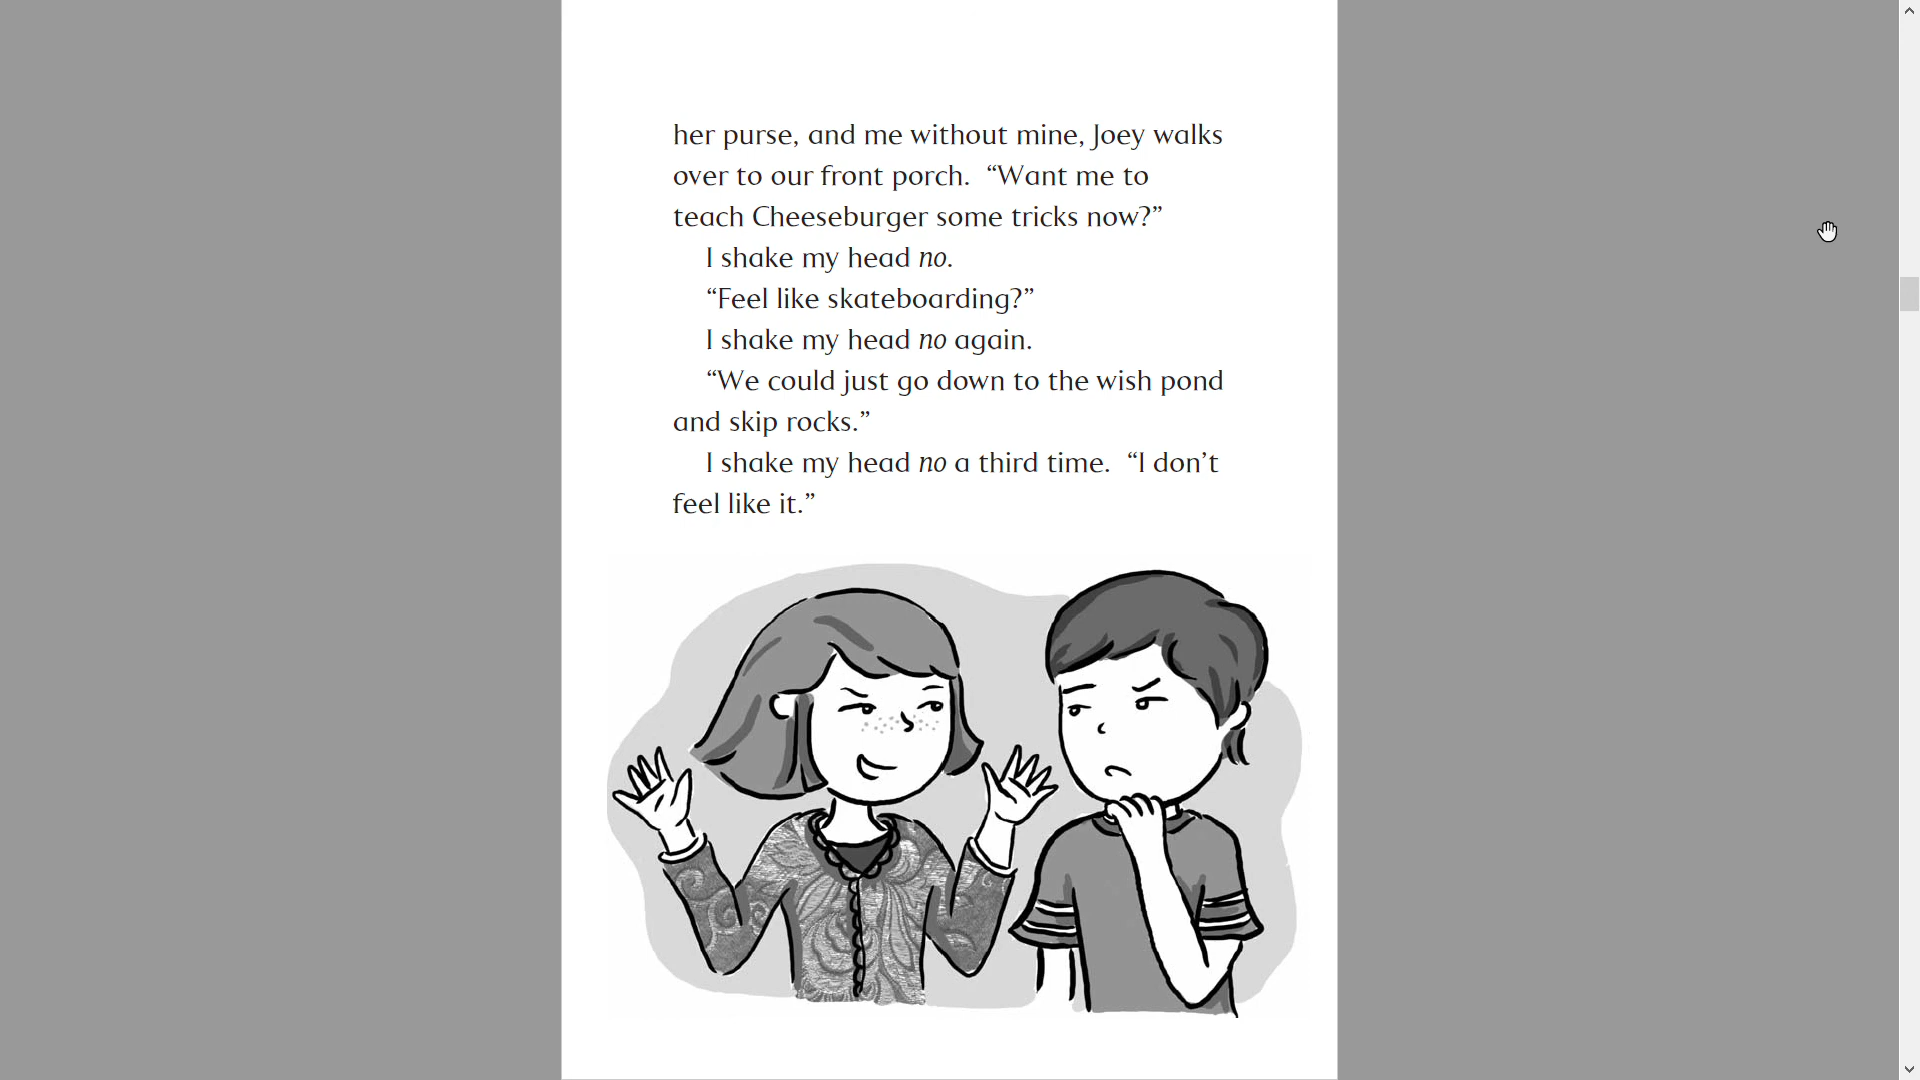 her purse, and me without mine, Joey walks
over to our front porch.  “Want me to
teach Cheeseburger some tricks now?”
I shake my head no.
“Feel like skateboarding?”
I shake my head no again.
“We could just go down to the wish pond
and skip rocks.”
I shake my head no a third time.  “I don’t
feel like it.”